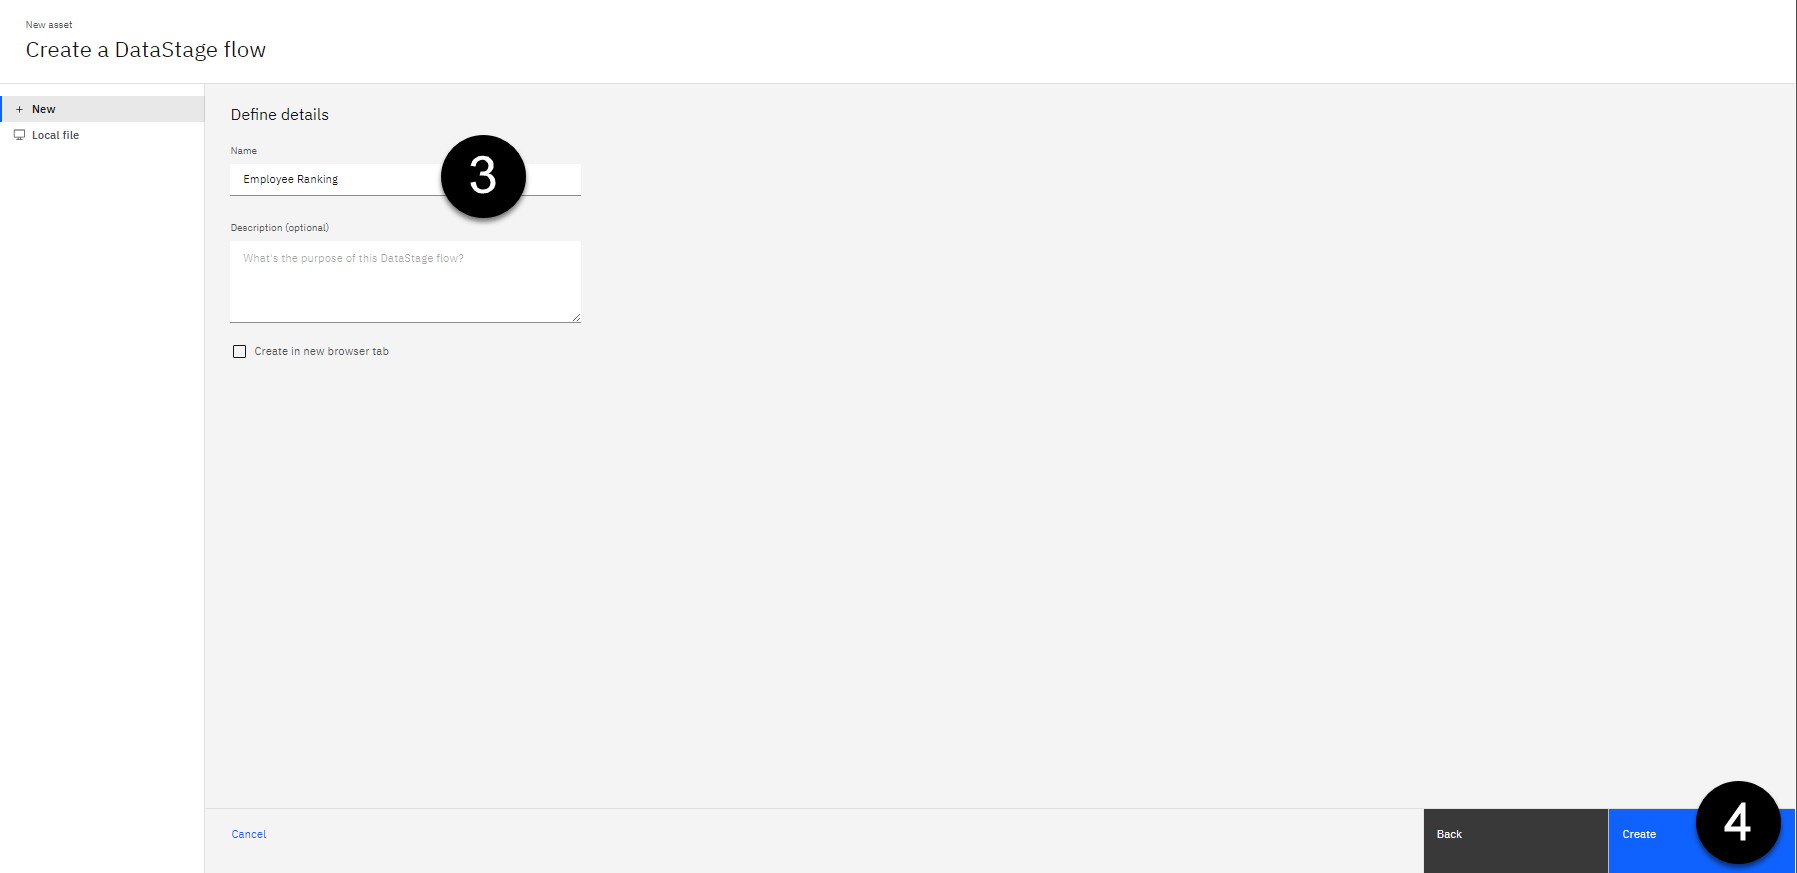 New asset
Create a DataStage flow
+ New
Local file
Define details
Name
Employee Ranking
3
Description (optional)
What's the purpose of this DataStage flow?
Create in new browser tab
Cancel
Back
Create
4